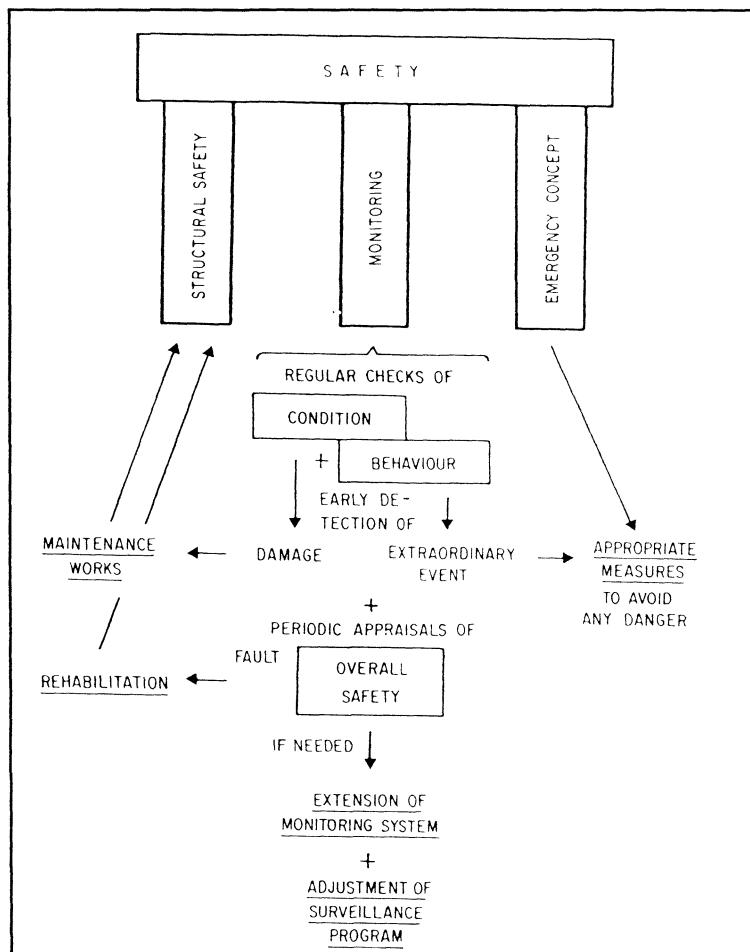 SAFETY
STRUCTURAL SAFETY
MONITORING
EMERGENCY CONCEPT
REGULAR CHECKS OF
CONDITION
+
BEHAVIOUR
EARLY DE-
TECTION OF
MAINTENANCE
WORKS
DAMAGE
EXTRAORDINARY
EVENT
APPROPRIATE
MEASURES
TO AVOID
ANY DANGER
+
PERIODIC APPRAISALS OF
FAULT
OVERALL
SAFETY
REHABILITATION
IF NEEDED
EXTENSION OF
MONITORING SYSTEM
+
ADJUSTMENT OF
SURVEILLANCE
PROGRAM